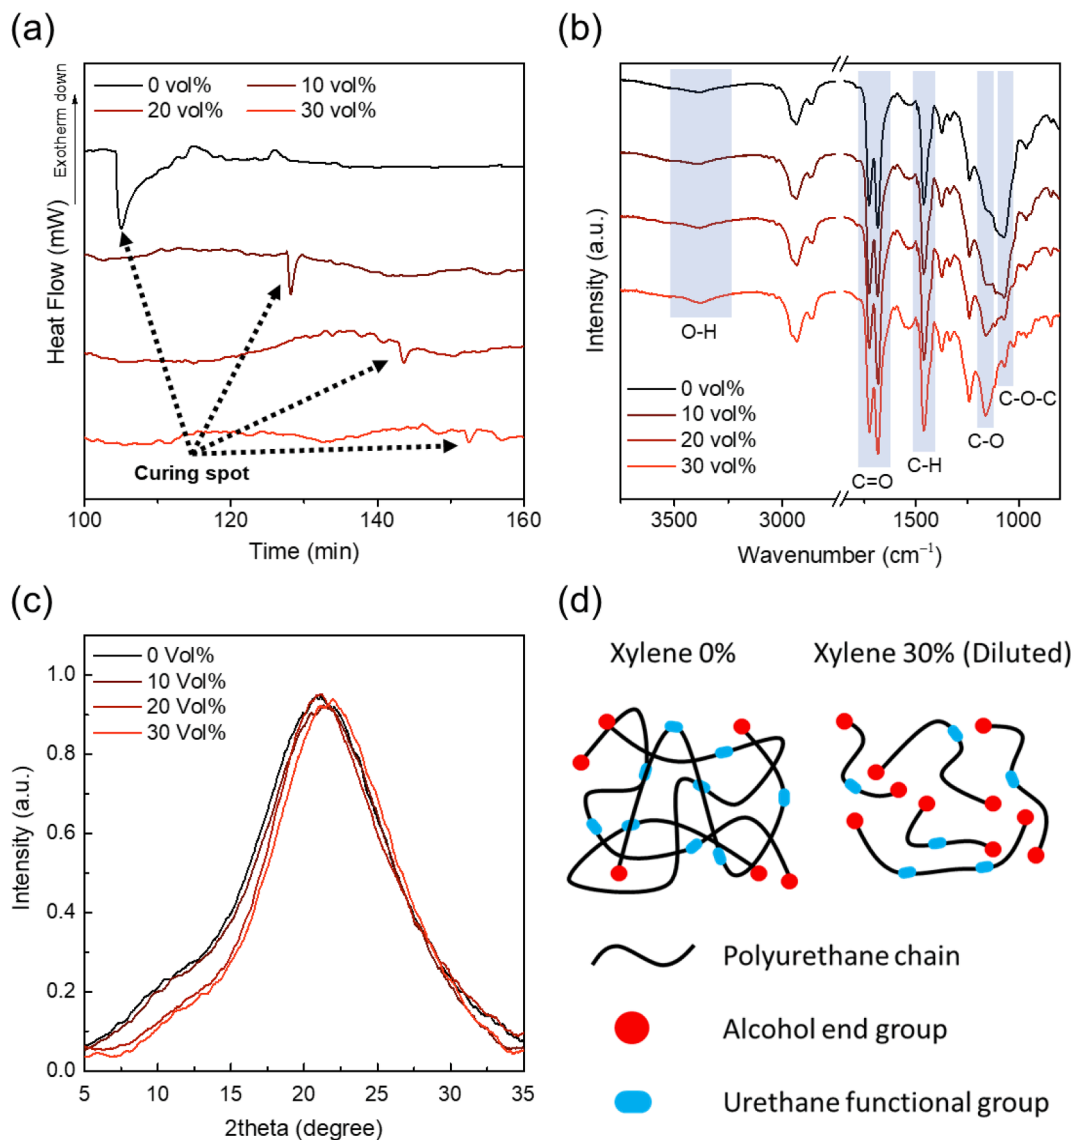 (a)
Exotherm down
0 vol%
10 vol%
20 vol%
30 vol%
Heat Flow (mW)
Curing spot
100
120
140
160
Time (min)
(b)
Intensity (a.u.)
O-H
C-O-C
C-O
C-H
C=O
0 vol%
10 vol%
20 vol%
30 vol%
3500
3000
1500
1000
Wavenumber (cm⁻¹)
(c)
0 Vol%
10 Vol%
20 Vol%
30 Vol%
1.0
0.8
0.6
0.4
0.2
0.0
Intensity (a.u.)
5
10
15
20
25
30
35
2theta (degree)
(d)
Xylene 0%
Xylene 30% (Diluted)
Polyurethane chain
Alcohol end group
Urethane functional group